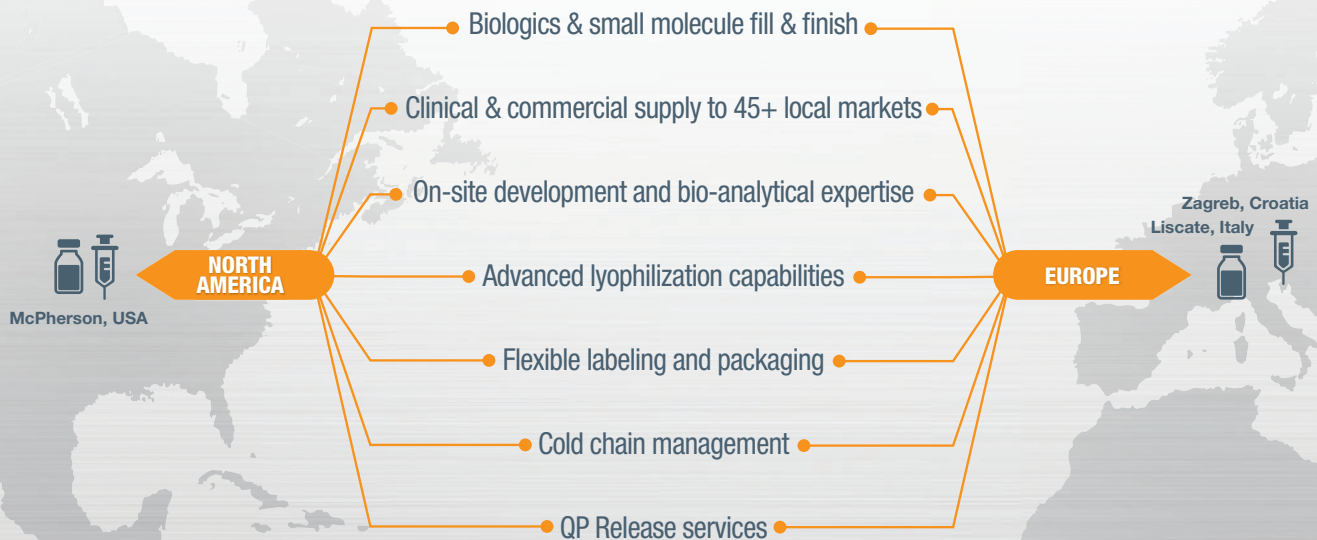 Biologics & small molecule fill & finish
Clinical & commercial supply to 45+ local markets
On-site development and bio-analytical expertise
Zagreb, Croatia
Liscate, Italy
NORTH
AMERICA
Advanced lyophilization capabilities
EUROPE
McPherson, USA
Flexible labeling and packaging
Cold chain management
QP Release services